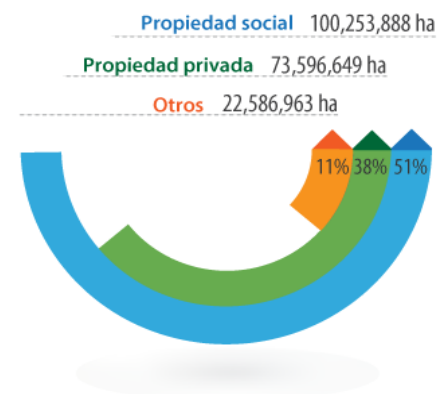 Propiedad social 100,253,888 ha
Propiedad privada 73,596,649 ha
Otros 22,586,963 ha
11% 38% 51%